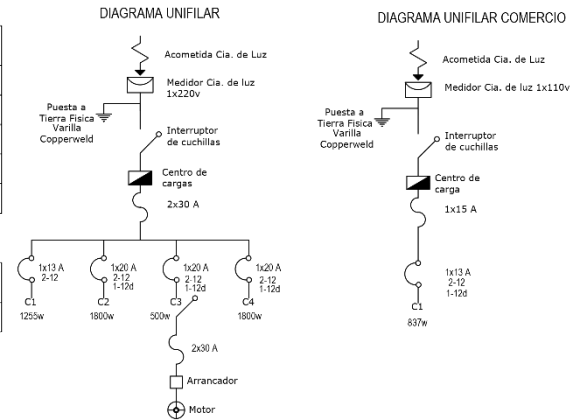 DIAGRAMA UNIFILAR
Acometida Cia. de Luz
Medidor Cia. de luz
1x220v
Puesta a
Tierra Fisica
Varilla
Copperweld
Interruptor
de cuchillas
Centro de
cargas
2x30 A
1x13 A
2-12
C1
1255w
1x20 A
2-12
1-12d
C2
1800w
1x20 A
2-12
1-12d
C3
500w
1x20 A
2-12
1-12d
C4
1800w
2x30 A
Arrancador
Motor
DIAGRAMA UNIFILAR COMERCIO
Acometida Cia. de Luz
Medidor Cia. de luz 1x110v
Puesta a
Tierra Fisica
Varilla
Copperweld
Interruptor
de cuchillas
Centro de
carga
1x15 A
1x13 A
2-12
1-12d
C1
837w